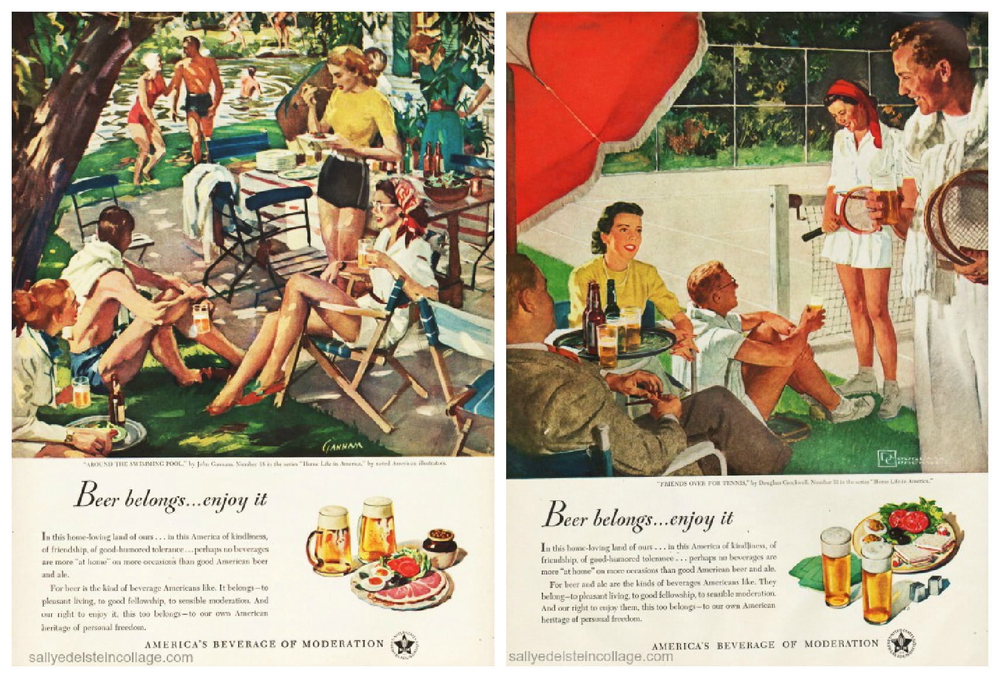 GANNAM
"AROUND THE SWIMMING POOL," by John Gannam. Number 18 in the series "Home Life in America," by noted American illustrators.
Beer belongs...enjoy it
In this home-loving land of ours . . . in this America of kindliness,
of friendship, of good-humored tolerance . . . perhaps no beverages
are more "at home" on more occasions than good American beer
and ale.
For beer is the kind of beverage Americans like. It belongs—to
pleasant living, to good fellowship, to sensible moderation. And
our right to enjoy it, this too belongs—to our own American
heritage of personal freedom.
AMERICA'S BEVERAGE OF MODERATION
sallyedelsteincollage.com
DC DOUGLASS
CROCKWELL
"FRIENDS OVER FOR TENNIS," by Douglass Crockwell. Number in the series "Home Life in America."
Beer belongs...enjoy it
In this home-loving land of ours . . . in this America of kindliness, of
friendship, of good-humored tolerance . . . perhaps no beverages are
more "at home" on more occasions than good American beer and ale.
For beer and ale are the kinds of beverages Americans like. They
belong—to pleasant living, to good fellowship, to sensible moderation.
And our right to enjoy them, this too belongs—to our own American
heritage of personal freedom.
AMERICA'S BEVERAGE OF MODERATION
sallyedelsteincollage.com